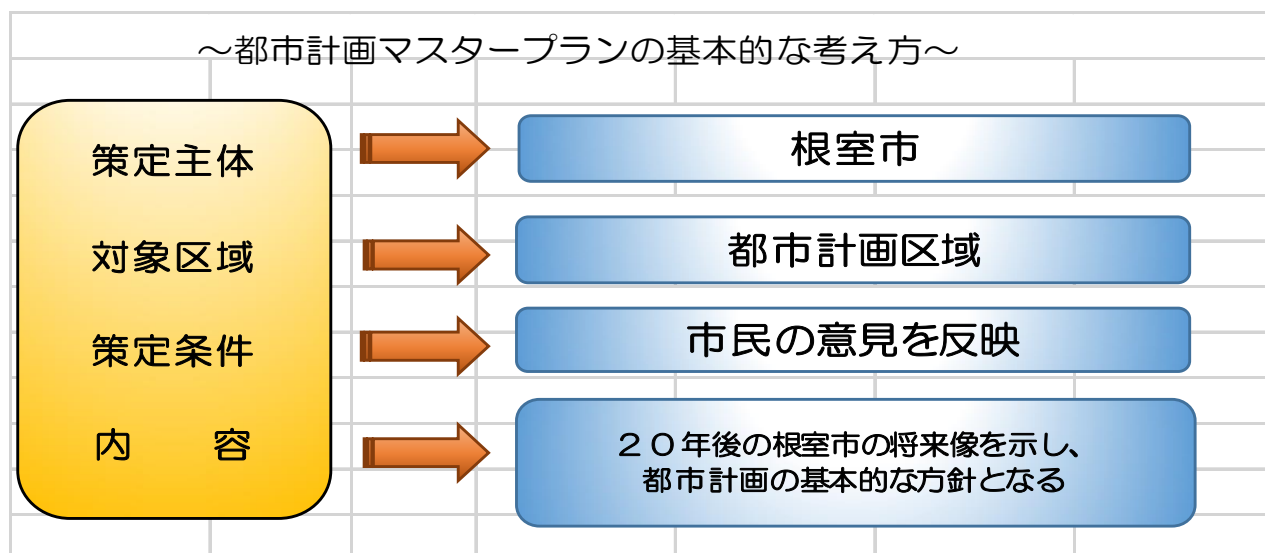 ～都市計画マスタープランの基本的な考え方～
策定主体
根室市
対象区域
都市計画区域
策定条件
市民の意見を反映
内　　容
２０年後の根室市の将来像を示し、
都市計画の基本的な方針となる